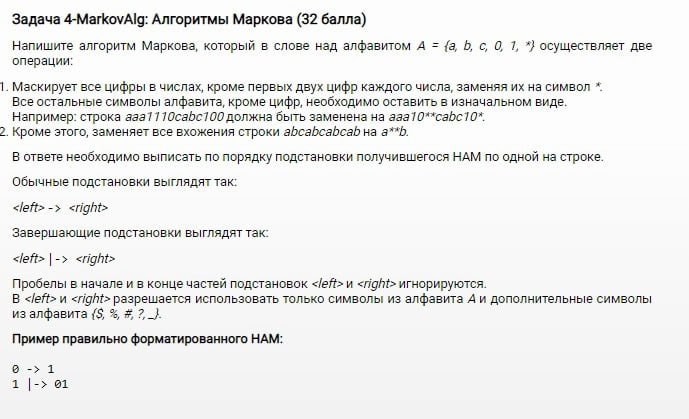 Задача 4-MarkovAlg: Алгоритмы Маркова (32 балла)
Напишите алгоритм Маркова, который в слове над алфавитом A = {a, b, c, 0, 1, *} осуществляет две
операции:
1. Маскирует все цифры в числах, кроме первых двух цифр каждого числа, заменяя их на символ *.
Все остальные символы алфавита, кроме цифр, необходимо оставить в изначальном виде.
Например: строка aaa1110cabc100 должна быть заменена на aaa10**cabc10*.
2. Кроме этого, заменяет все вхождения строки abcabcabcab на a**b.
В ответе необходимо выписать по порядку подстановки получившегося НАМ по одной на строке.
Обычные подстановки выглядят так:
<left> -> <right>
Завершающие подстановки выглядят так:
<left> |-> <right>
Пробелы в начале и в конце частей подстановок <left> и <right> игнорируются.
В <left> и <right> разрешается использовать только символы из алфавита A и дополнительные символы
из алфавита {$, %, #, ?, _}.
Пример правильно форматированного НАМ:
0 -> 1
1 |-> 01